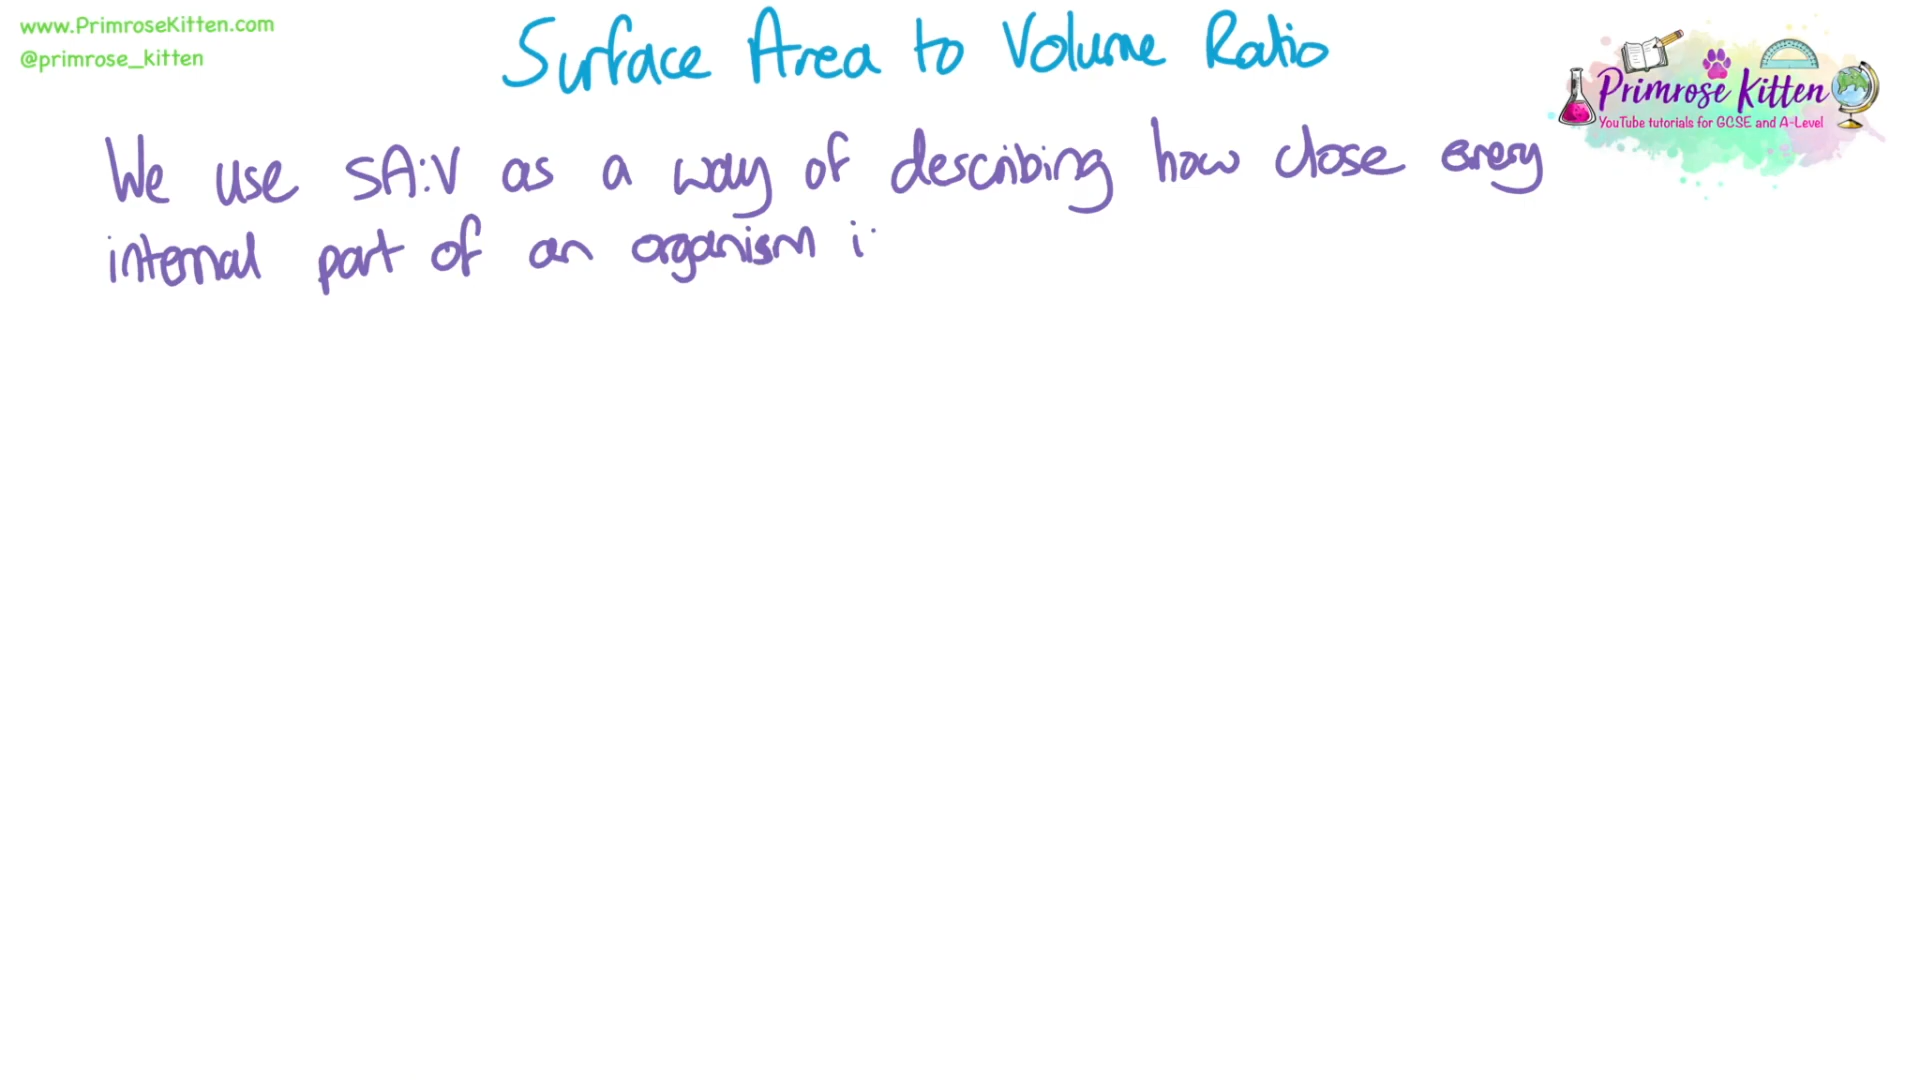 www.PrimroseKitten.com
@primrose_kitten
Surface Area to Volume Ratio
Primrose Kitten
YouTube tutorials for GCSE and A-Level
We use SA:V as a way of describing how close every
internal part of an organism i